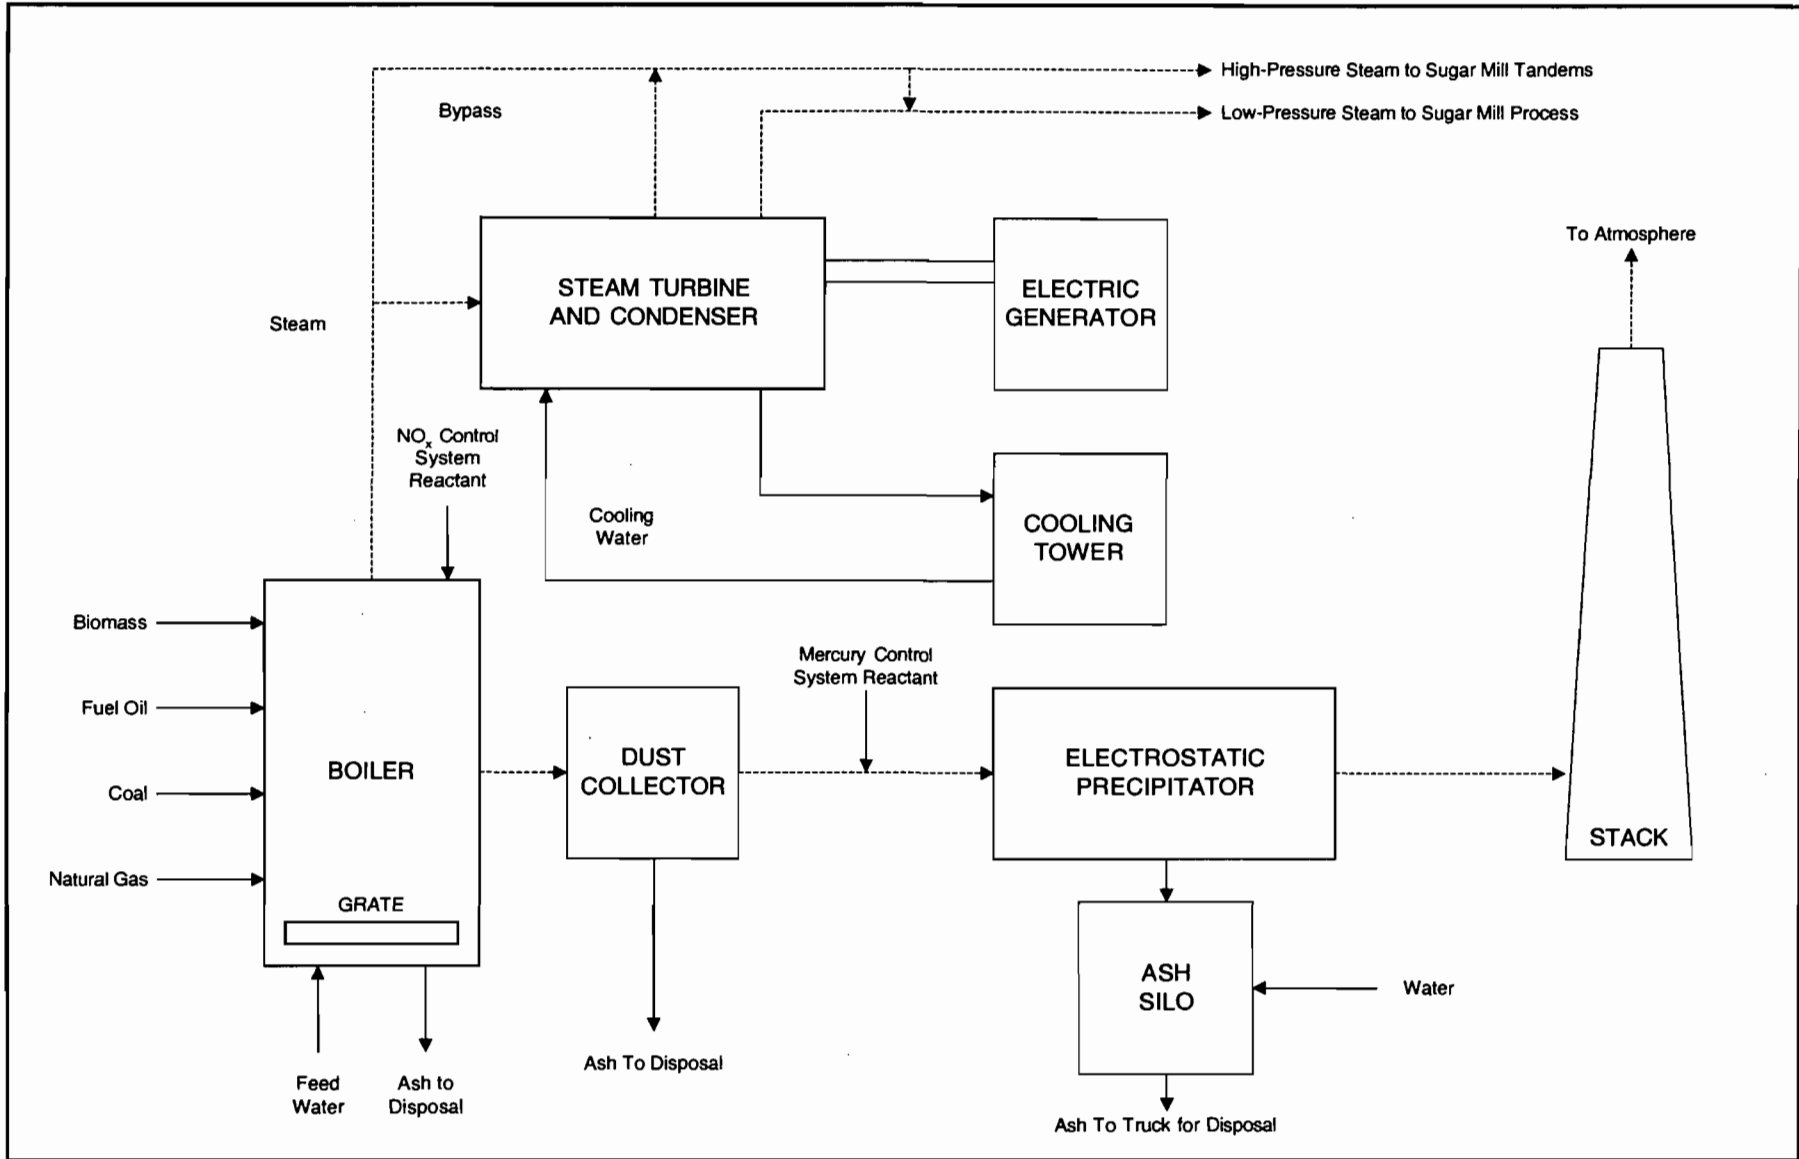 High-Pressure Steam to Sugar Mill Tandems
Bypass
Low-Pressure Steam to Sugar Mill Process
To Atmosphere
STEAM TURBINE
AND CONDENSER
ELECTRIC
GENERATOR
Steam
NOx Control
System
Reactant
Cooling
Water
COOLING
TOWER
Biomass
Fuel Oil
Coal
Natural Gas
BOILER
GRATE
Mercury Control
System Reactant
DUST
COLLECTOR
ELECTROSTATIC
PRECIPITATOR
STACK
ASH
SILO
Water
Feed
Water
Ash to
Disposal
Ash To Disposal
Ash To Truck for Disposal